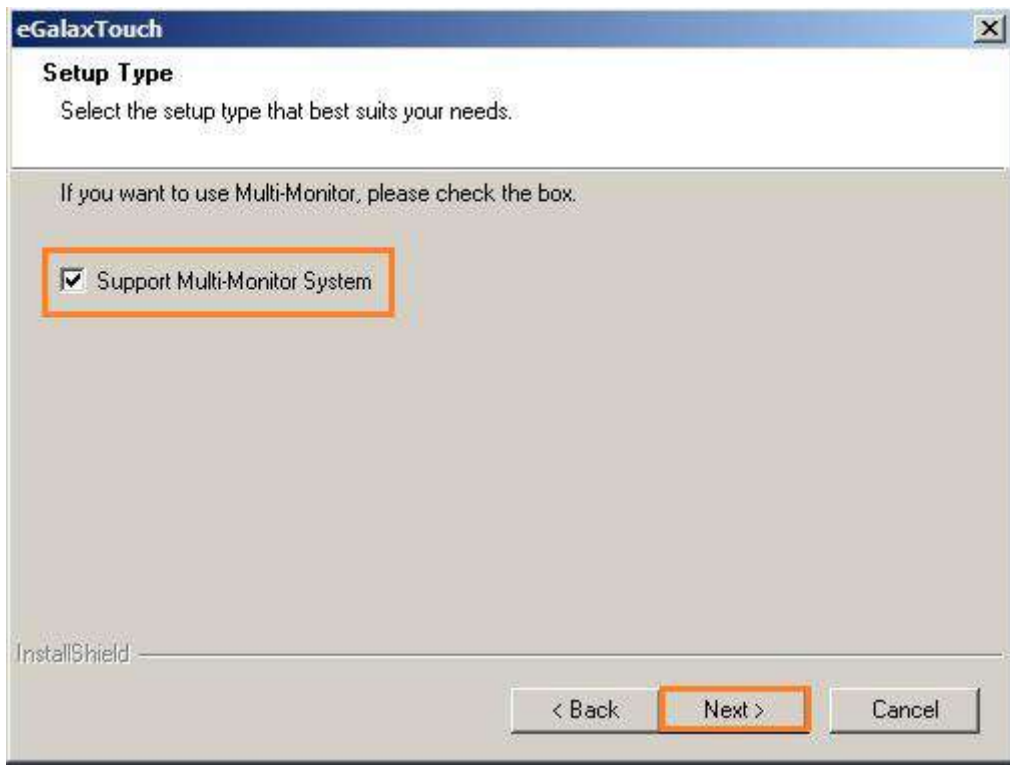 eGalaxTouch
Setup Type
Select the setup type that best suits your needs.
If you want to use Multi-Monitor, please check the box.
Support Multi-Monitor System
InstallShield
< Back
Next >
Cancel